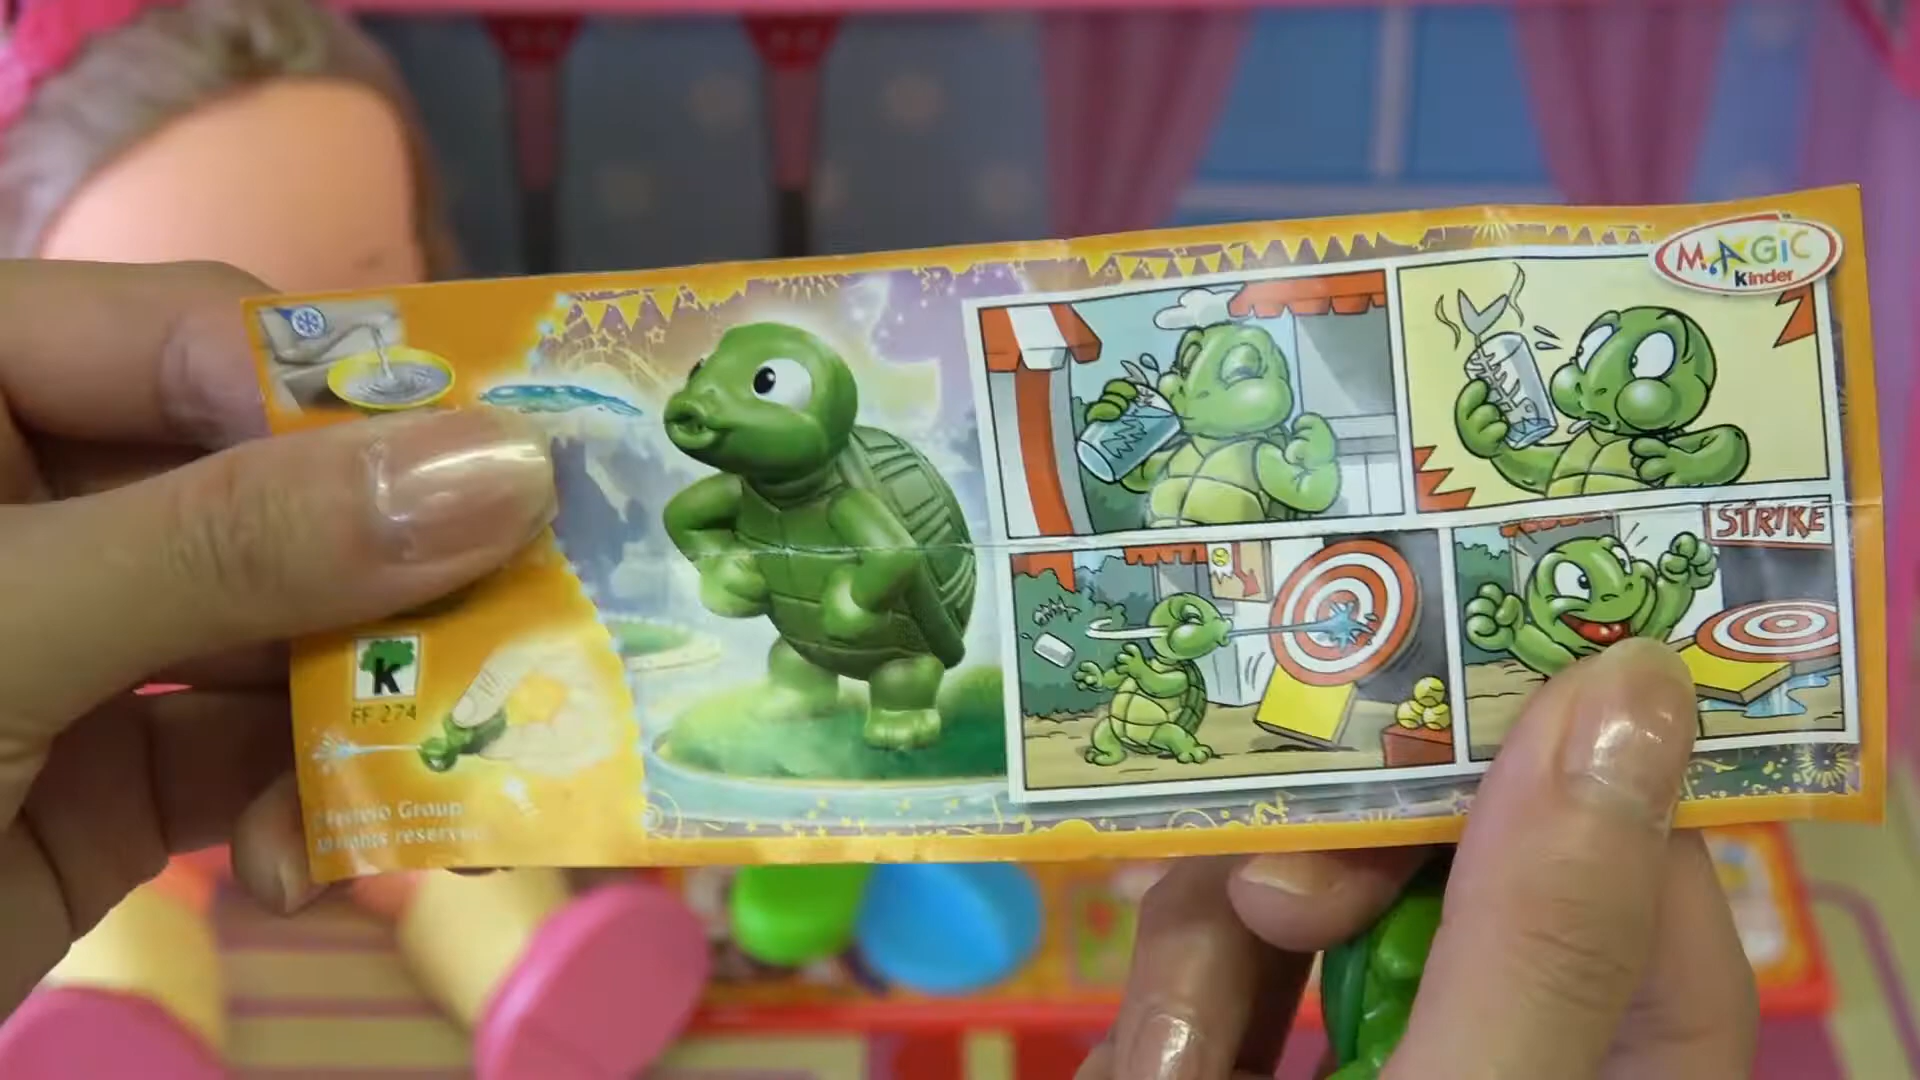 MAGIC
Kinder
STRIKE
K
FF 274
Ferrero Group
All rights reserved